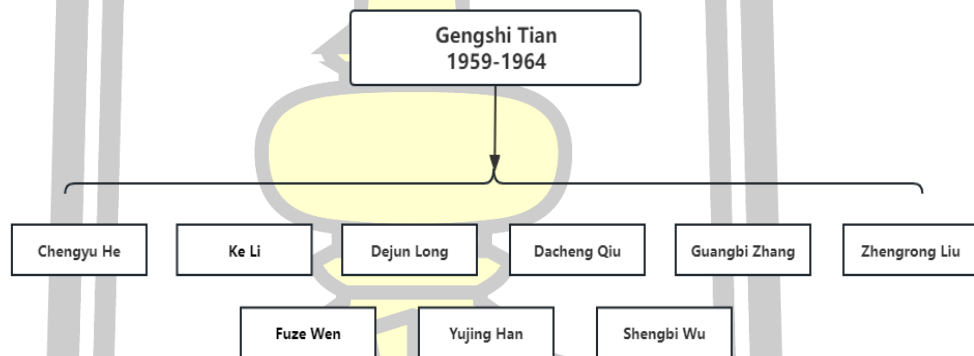 Gengshi Tian
1959-1964
Chengyu He
Ke Li
Dejun Long
Dacheng Qiu
Guangbi Zhang
Zhengrong Liu
Fuze Wen
Yujing Han
Shengbi Wu